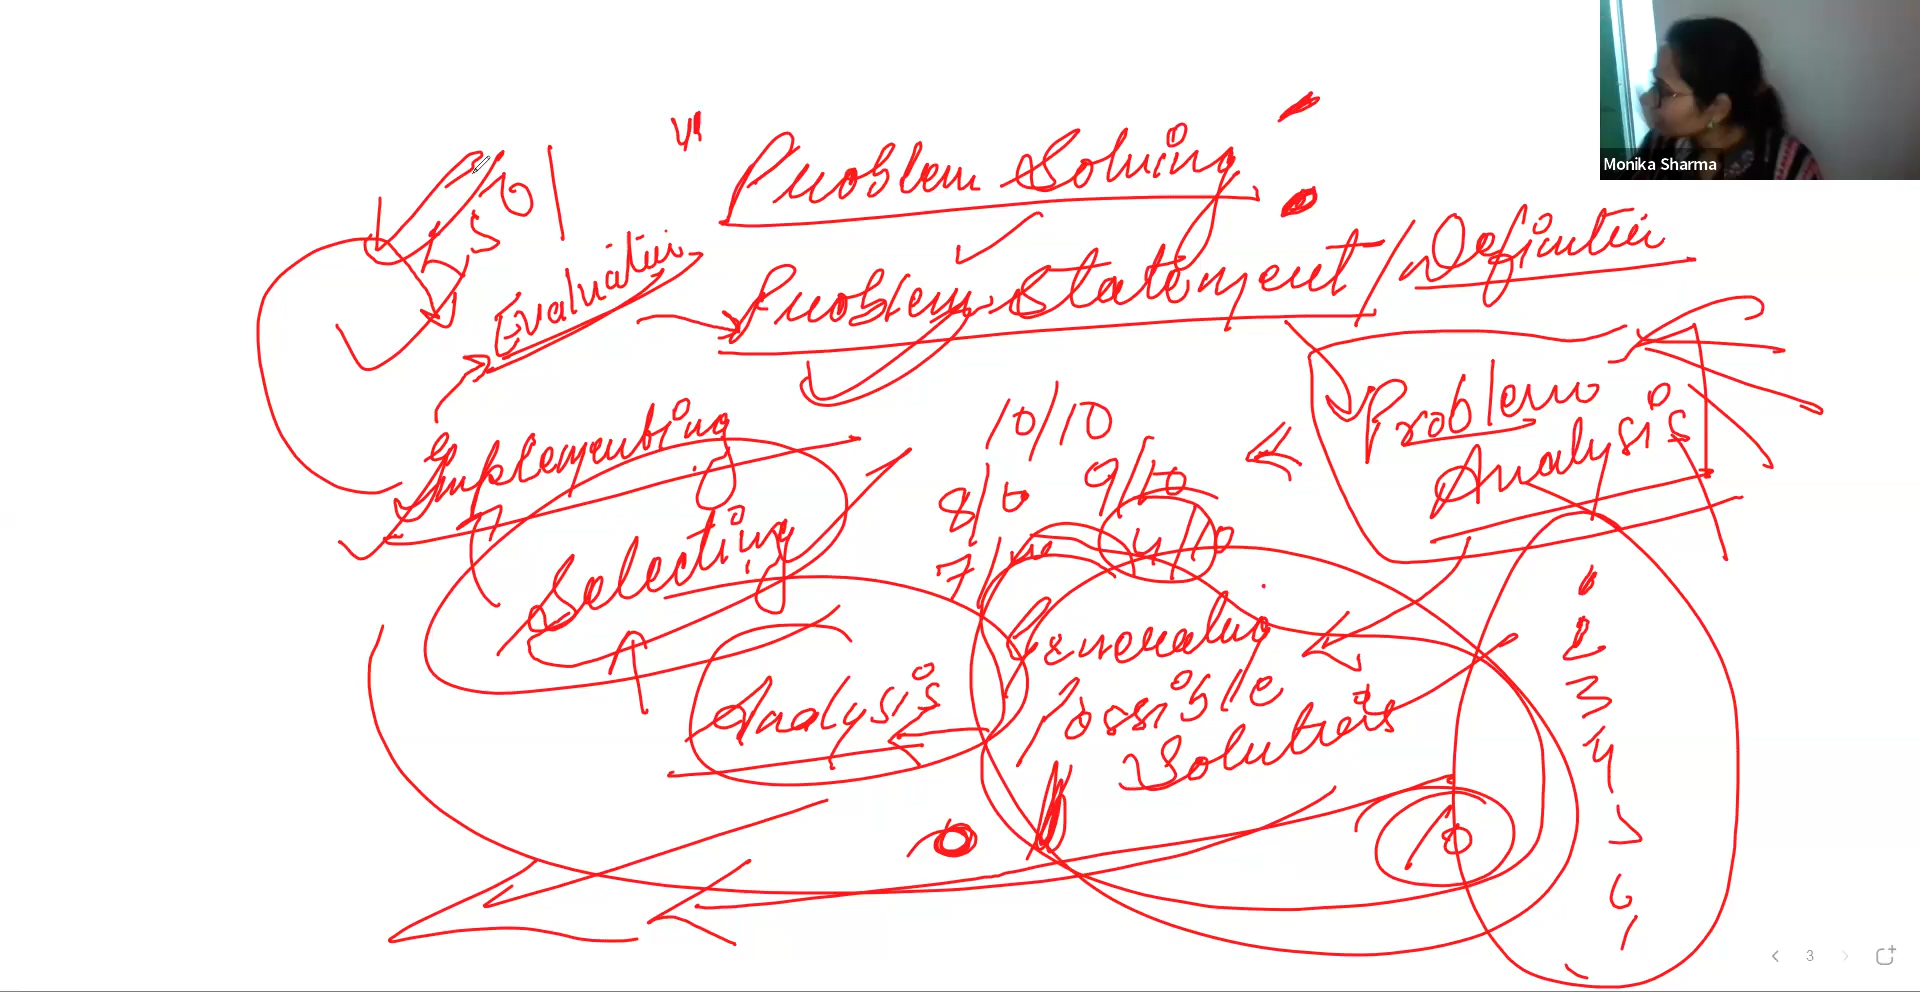 Problem Solving
Problem Statement / Definition
Evaluation
Problem
Analysis
Implementing
10/10
9/10
8/10
4/10
7/10
Selecting
Generating
Possible
Solutions
Analysis
10
1
2
3
4
5
6
Monika Sharma
3